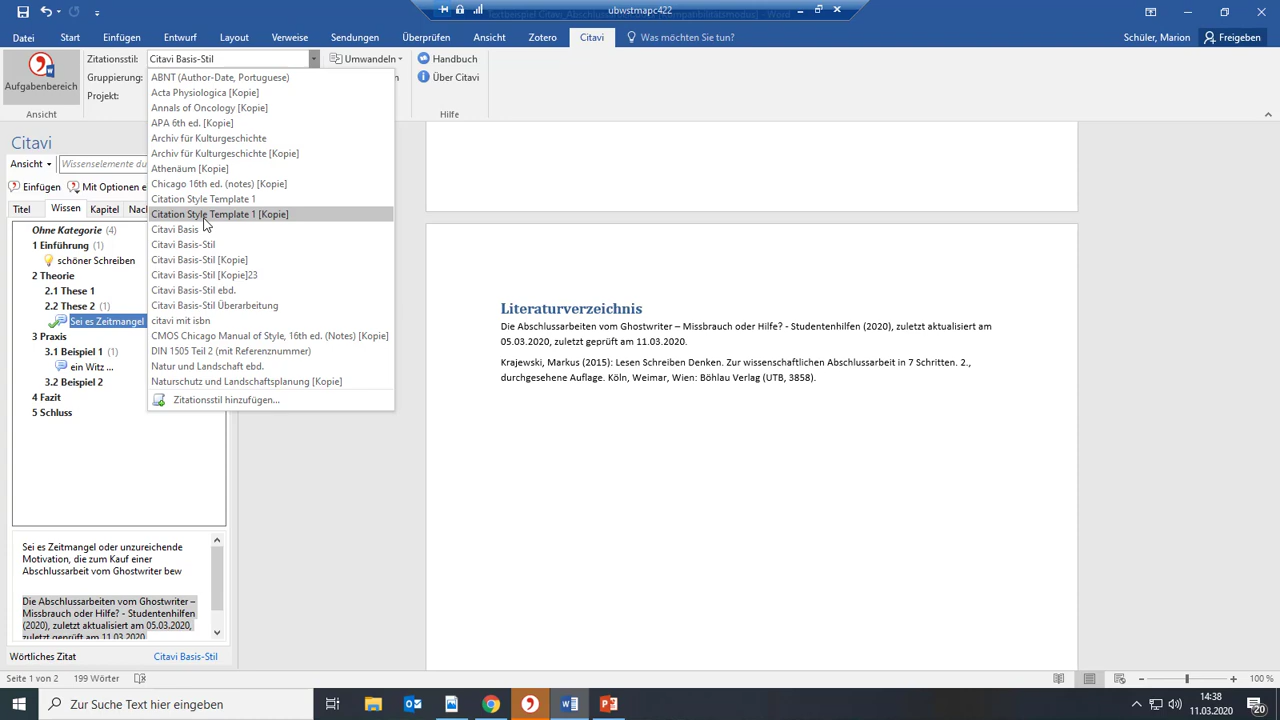 ubwstmapc422
Textbeispiel Citavi_Abschluss
Datei
Start
Einfügen
Entwurf
Layout
Verweise
Sendungen
Überprüfen
Ansicht
Zotero
Citavi
Was möchten Sie tun?
Schüler, Marion
Freigeben
Aufgabenbereich
Ansicht
Zitationsstil:
Citavi Basis-Stil
Gruppierung:
Projekt:
Umwandeln
Handbuch
Über Citavi
Hilfe
ABNT (Author-Date, Portuguese)
Acta Physiologica [Kopie]
Annals of Oncology [Kopie]
APA 6th ed. [Kopie]
Archiv für Kulturgeschichte
Archiv für Kulturgeschichte [Kopie]
Athenäum [Kopie]
Chicago 16th ed. (notes) [Kopie]
Citation Style Template 1
Citation Style Template 1 [Kopie]
Citavi Basis
Citavi Basis-Stil
Citavi Basis-Stil [Kopie]
Citavi Basis-Stil [Kopie]23
Citavi Basis-Stil ebd.
Citavi Basis-Stil Überarbeitung
citavi mit isbn
CMOS Chicago Manual of Style, 16th ed. (Notes) [Kopie]
DIN 1505 Teil 2 (mit Referenznummer)
Natur und Landschaft ebd.
Naturschutz und Landschaftsplanung [Kopie]
Zitationsstil hinzufügen...
Citavi
Ansicht
Wissenselemente du
Einfügen
Mit Optionen e
Titel
Wissen
Kapitel
Nac
Ohne Kategorie (4)
1 Einführung (1)
schöner Schreiben
2 Theorie
2.1 These 1
2.2 These 2 (1)
Sei es Zeitmangel
3 Praxis
3.1 Beispiel 1 (1)
ein Witz ...
3.2 Beispiel 2
4 Fazit
5 Schluss
Sei es Zeitmangel oder unzureichende
Motivation, die zum Kauf einer
Abschlussarbeit vom Ghostwriter bew
Die Abschlussarbeiten vom Ghostwriter –
Missbrauch oder Hilfe? - Studentenhilfen
(2020), zuletzt aktualisiert am 05.03.2020,
zuletzt geprüft am 11.03.2020
Wörtliches Zitat
Citavi Basis-Stil
Literaturverzeichnis
Die Abschlussarbeiten vom Ghostwriter – Missbrauch oder Hilfe? - Studentenhilfen (2020), zuletzt aktualisiert am
05.03.2020, zuletzt geprüft am 11.03.2020.
Krajewski, Markus (2015): Lesen Schreiben Denken. Zur wissenschaftlichen Abschlussarbeit in 7 Schritten. 2.,
durchgesehene Auflage. Köln, Weimar, Wien: Böhlau Verlag (UTB, 3858).
Seite 1 von 2
199 Wörter
100 %
Zur Suche Text hier eingeben
14:38
11.03.2020
20